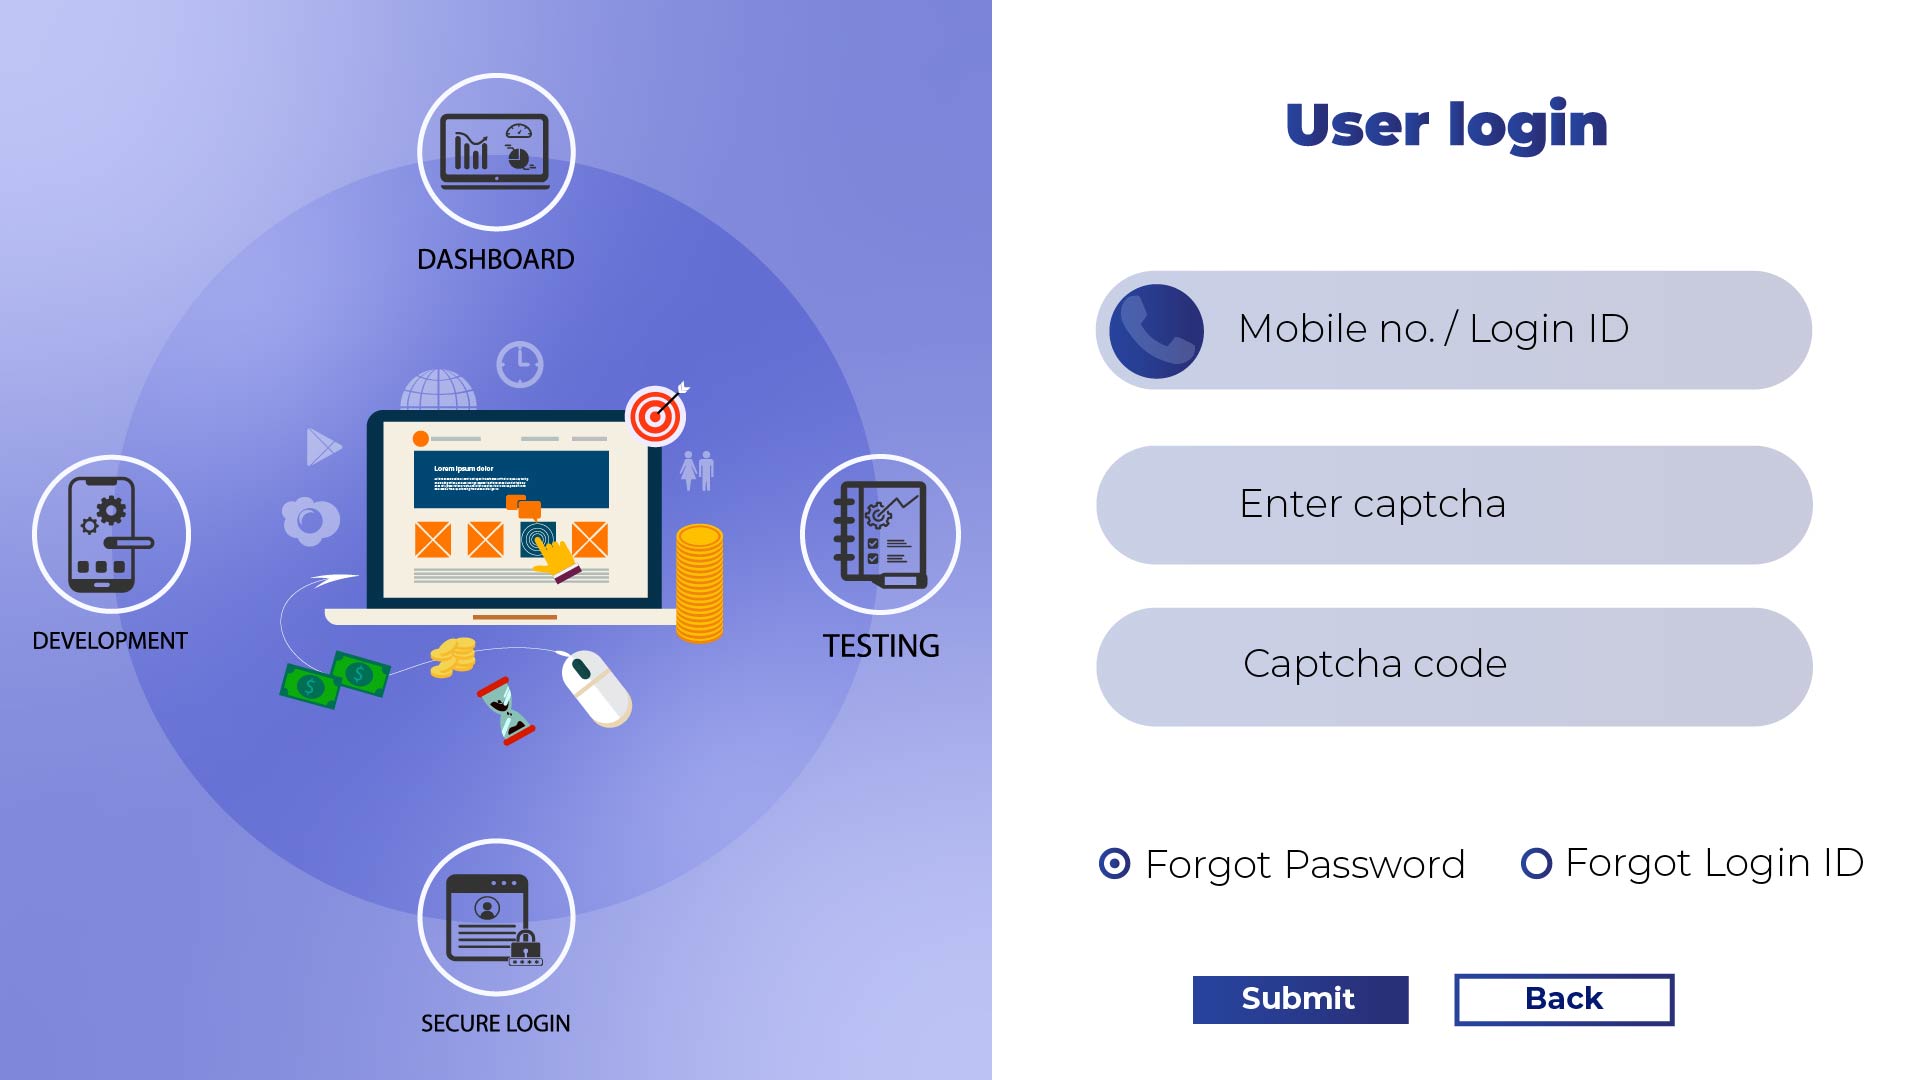 DASHBOARD
DEVELOPMENT
Lorem ipsum dolor
TESTING
SECURE LOGIN
User login
Mobile no. / Login ID
Enter captcha
Captcha code
Forgot Password
Forgot Login ID
Submit
Back